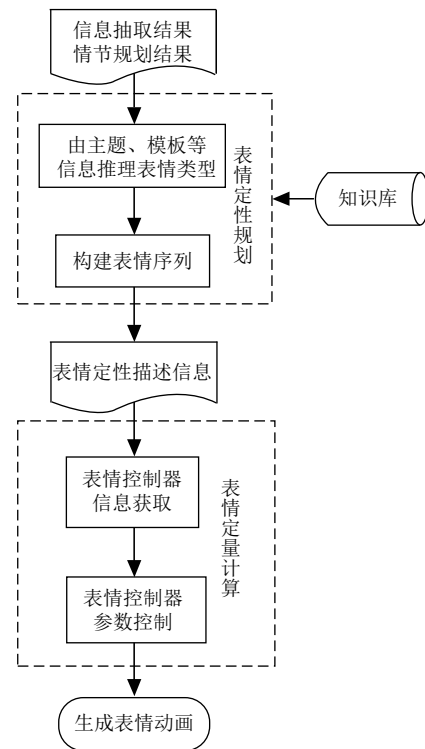 信息抽取结果
情节规划结果
由主题、模板等
信息推理表情类型
表情定性规划
知识库
构建表情序列
表情定性描述信息
表情控制器
信息获取
表情定量计算
表情控制器
参数控制
生成表情动画